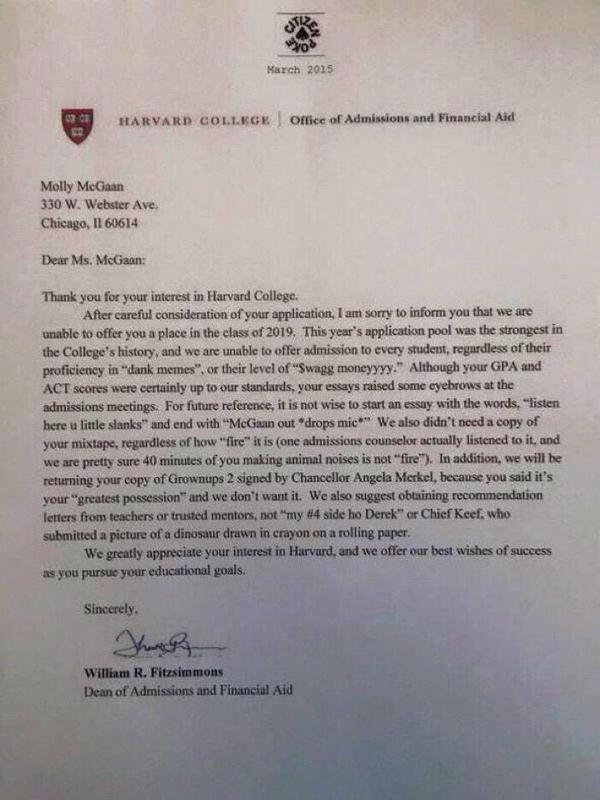 CITIZEN
POKE
March 2015
HARVARD COLLEGE | Office of Admissions and Financial Aid
Molly McGaan
330 W. Webster Ave.
Chicago, Il 60614
Dear Ms. McGaan:
Thank you for your interest in Harvard College.
After careful consideration of your application, I am sorry to inform you that we are
unable to offer you a place in the class of 2019. This year's application pool was the strongest in
the College's history, and we are unable to offer admission to every student, regardless of their
proficiency in “dank memes”, or their level of “$wagg moneyyyy.” Although your GPA and
ACT scores were certainly up to our standards, your essays raised some eyebrows at the
admissions meetings. For future reference, it is not wise to start an essay with the words, “listen
here u little slanks” and end with “McGaan out *drops mic*” We also didn't need a copy of
your mixtape, regardless of how “fire” it is (one admissions counselor actually listened to it, and
we are pretty sure 40 minutes of you making animal noises is not “fire”). In addition, we will be
returning your copy of Grownups 2 signed by Chancellor Angela Merkel, because you said it's
your “greatest possession” and we don't want it. We also suggest obtaining recommendation
letters from teachers or trusted mentors, not “my #4 side ho Derek” or Chief Keef, who
submitted a picture of a dinosaur drawn in crayon on a rolling paper.
We greatly appreciate your interest in Harvard, and we offer our best wishes of success
as you pursue your educational goals.
Sincerely,
William R. Fitzsimmons
Dean of Admissions and Financial Aid